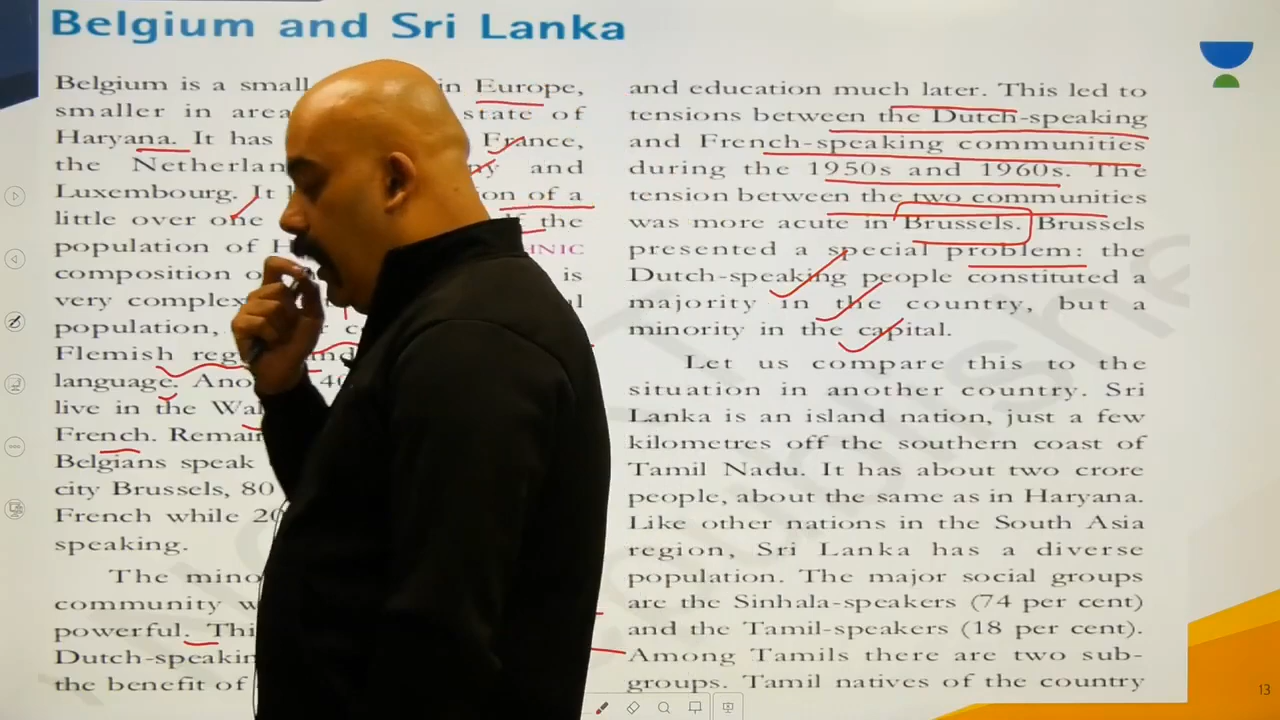 Belgium and Sri Lanka
Belgium is a small in Europe,
smaller in area state of
Haryana. It has France,
the and
Luxembourg. It of a
little over one the
population of
composition o is
very complex
population,
Flemish
language.
live in the
French.
Belgians speak
city Brussels, 80
French while
speaking.
The
community
powerful.
the benefit of
and education much later. This led to
tensions between the Dutch-speaking
and French-speaking communities
during the 1950s and 1960s. The
tension between the two communities
was more acute in Brussels. Brussels
presented a special problem: the
Dutch-speaking people constituted a
majority in the country, but a
minority in the capital.
Let us compare this to the
situation in another country. Sri
Lanka is an island nation, just a few
kilometres off the southern coast of
Tamil Nadu. It has about two crore
people, about the same as in Haryana.
Like other nations in the South Asia
region, Sri Lanka has a diverse
population. The major social groups
are the Sinhala-speakers (74 per cent)
and the Tamil-speakers (18 per cent).
Among Tamils there are two sub-
groups. Tamil natives of the country
13